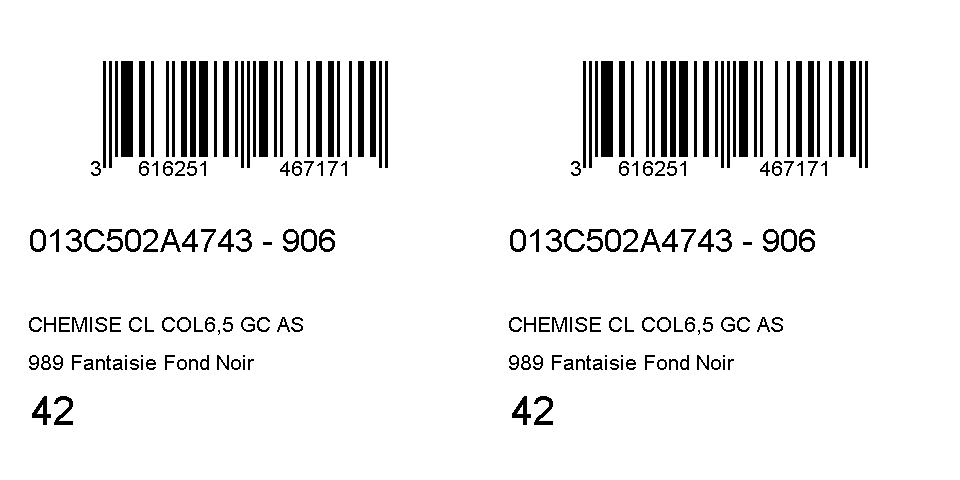 3 616251 467171
013C502A4743 - 906
CHEMISE CL COL6,5 GC AS
989 Fantaisie Fond Noir
42
3 616251 467171
013C502A4743 - 906
CHEMISE CL COL6,5 GC AS
989 Fantaisie Fond Noir
42